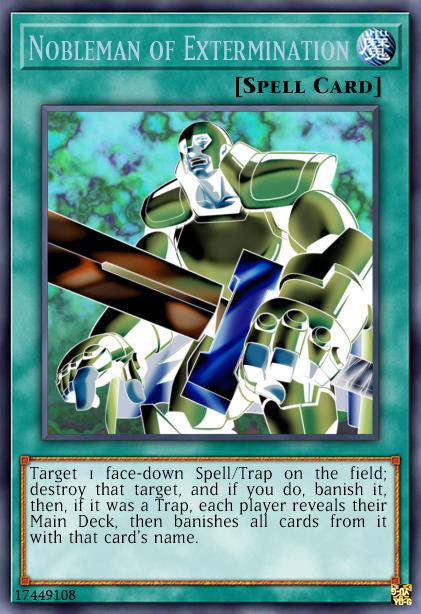 Nobleman of Extermination 魔
[Spell Card]
Target 1 face-down Spell/Trap on the field;
destroy that target, and if you do, banish it,
then, if it was a Trap, each player reveals their
Main Deck, then banishes all cards from it
with that card's name.
17449108